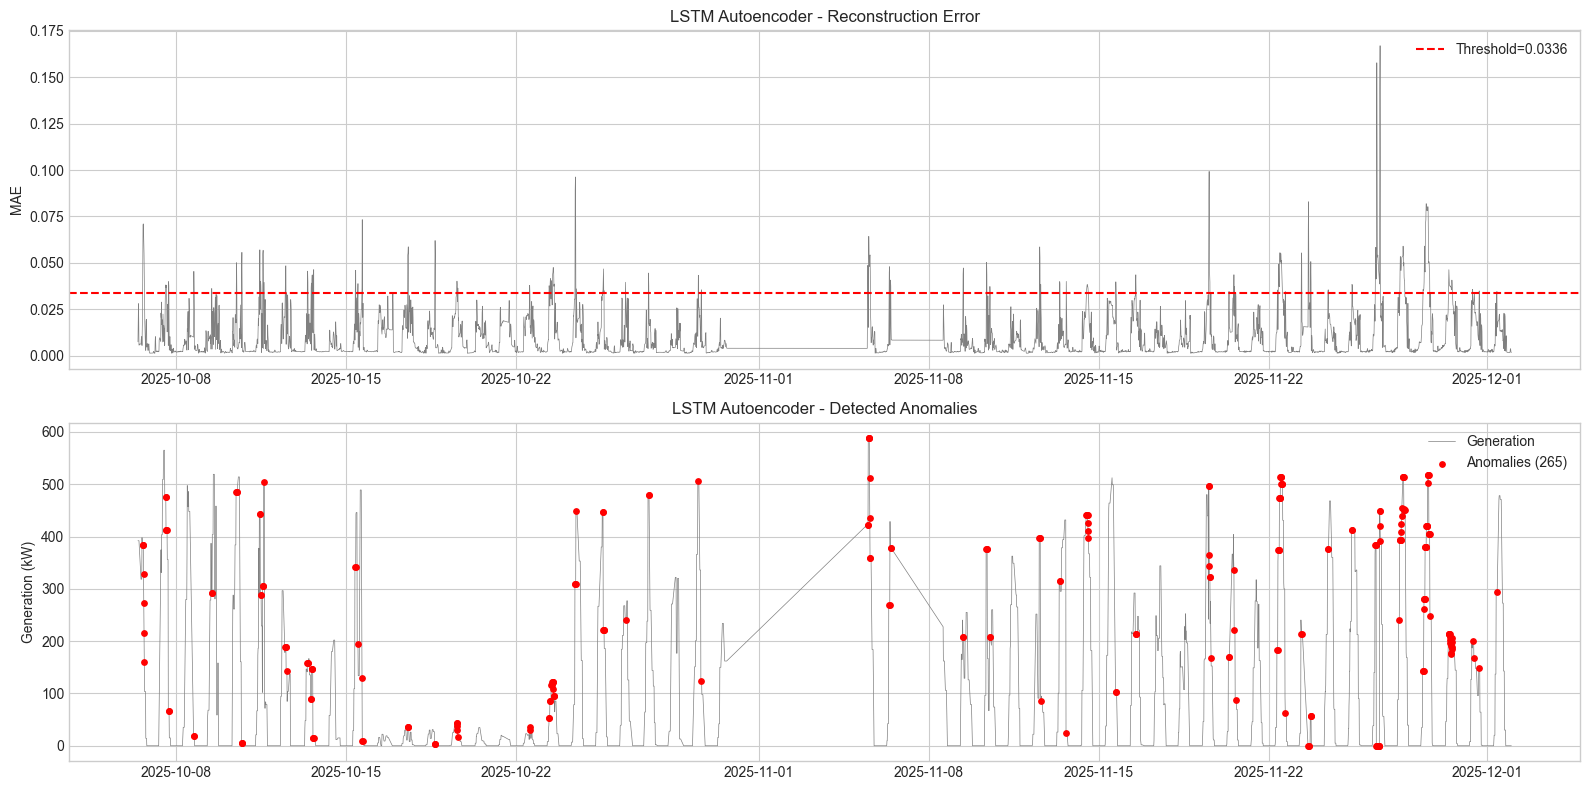 LSTM Autoencoder - Reconstruction Error
0.175
0.150
0.125
0.100
0.075
0.050
0.025
0.000
MAE
Threshold=0.0336
2025-10-08 2025-10-15 2025-10-22 2025-11-01 2025-11-08 2025-11-15 2025-11-22 2025-12-01
LSTM Autoencoder - Detected Anomalies
600
500
400
300
200
100
0
Generation (kW)
Generation
Anomalies (265)
2025-10-08 2025-10-15 2025-10-22 2025-11-01 2025-11-08 2025-11-15 2025-11-22 2025-12-01